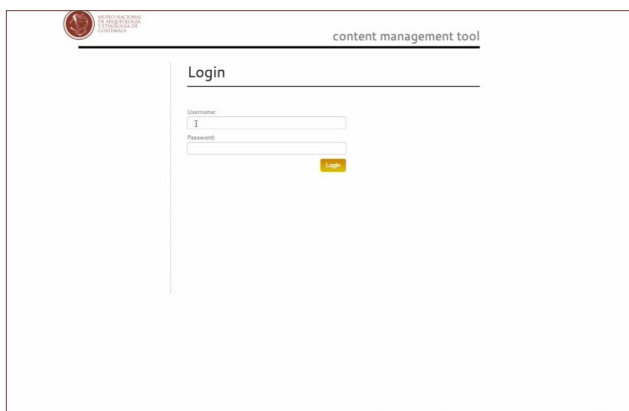 MUSEO NACIONAL
DE ARQUEOLOGÍA
Y ETNOLOGÍA DE
GUATEMALA
content management tool
Login
Username:
Password:
Login